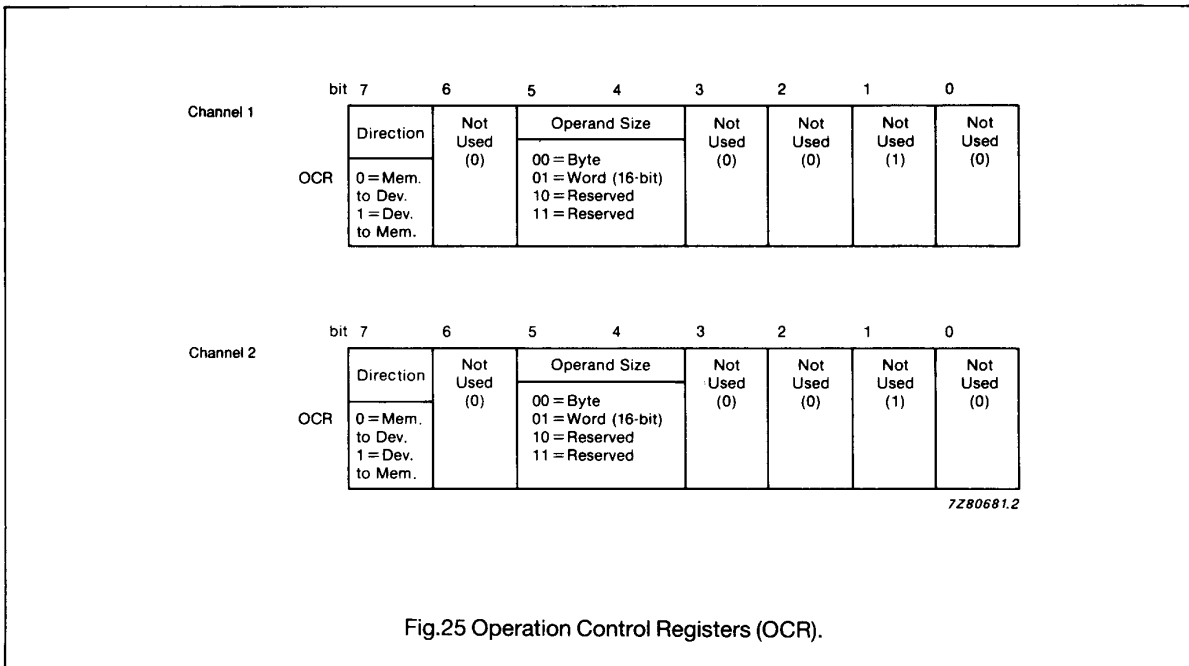 bit 7 6 5 4 3 2 1 0
Channel 1
OCR
Direction
0 = Mem.
to Dev.
1 = Dev.
to Mem.
Not
Used
(0)
Operand Size
00 = Byte
01 = Word (16-bit)
10 = Reserved
11 = Reserved
Not
Used
(0)
Not
Used
(0)
Not
Used
(1)
Not
Used
(0)
bit 7 6 5 4 3 2 1 0
Channel 2
OCR
Direction
0 = Mem.
to Dev.
1 = Dev.
to Mem.
Not
Used
(0)
Operand Size
00 = Byte
01 = Word (16-bit)
10 = Reserved
11 = Reserved
Not
Used
(0)
Not
Used
(0)
Not
Used
(1)
Not
Used
(0)
7Z80681.2
Fig.25 Operation Control Registers (OCR).